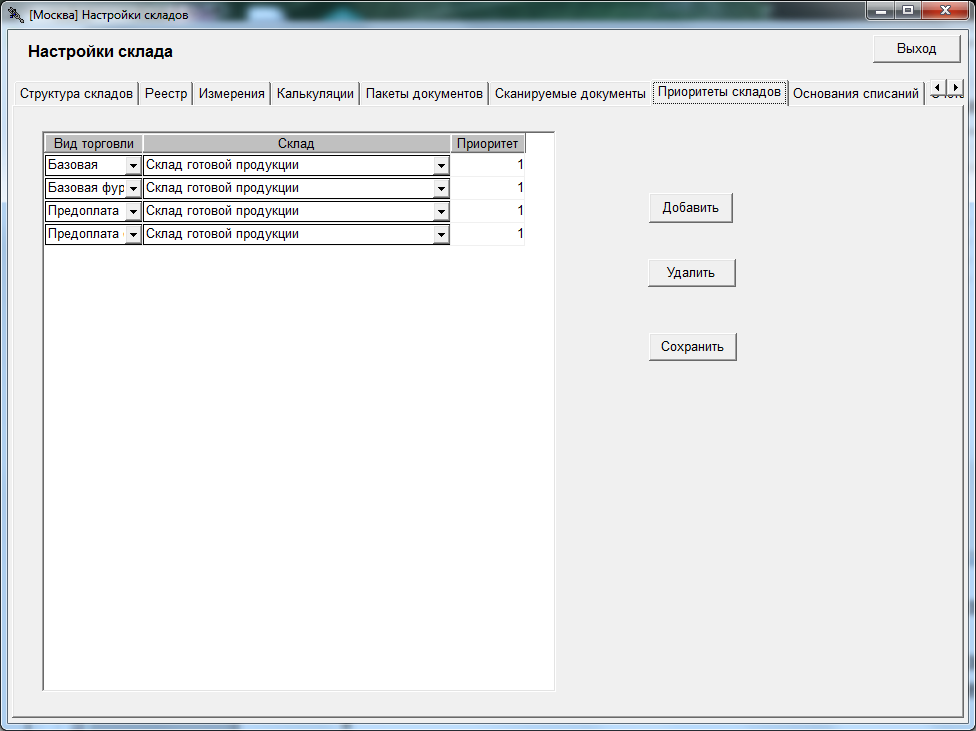 [Москва] Настройки складов
Настройки склада
Выход
Структура складов Реестр Измерения Калькуляции Пакеты документов Сканируемые документы Приоритеты складов Основания списаний
Вид торговли Склад Приоритет
Базовая Склад готовой продукции 1
Базовая фур Склад готовой продукции 1
Предоплата Склад готовой продукции 1
Предоплата Склад готовой продукции 1
Добавить
Удалить
Сохранить